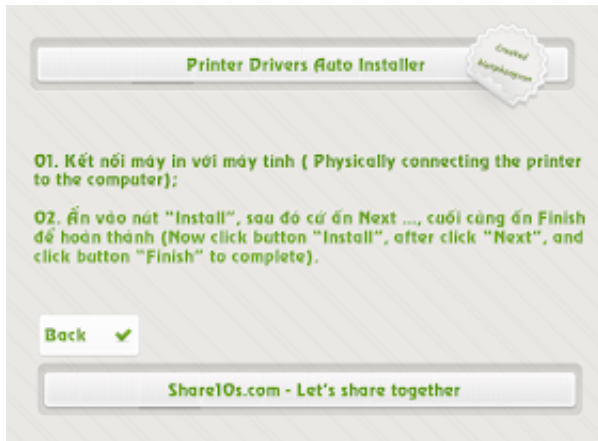 Printer Drivers Auto Installer
Created
01. Kết nối máy in với máy tính ( Physically connecting the printer
to the computer);
02. Ấn vào nút "Install", sau đó cứ ấn Next ..., cuối cùng ấn Finish
để hoàn thành (Now click button "Install", after click "Next", and
click button "Finish" to complete).
Back
Share10s.com - Let's share together